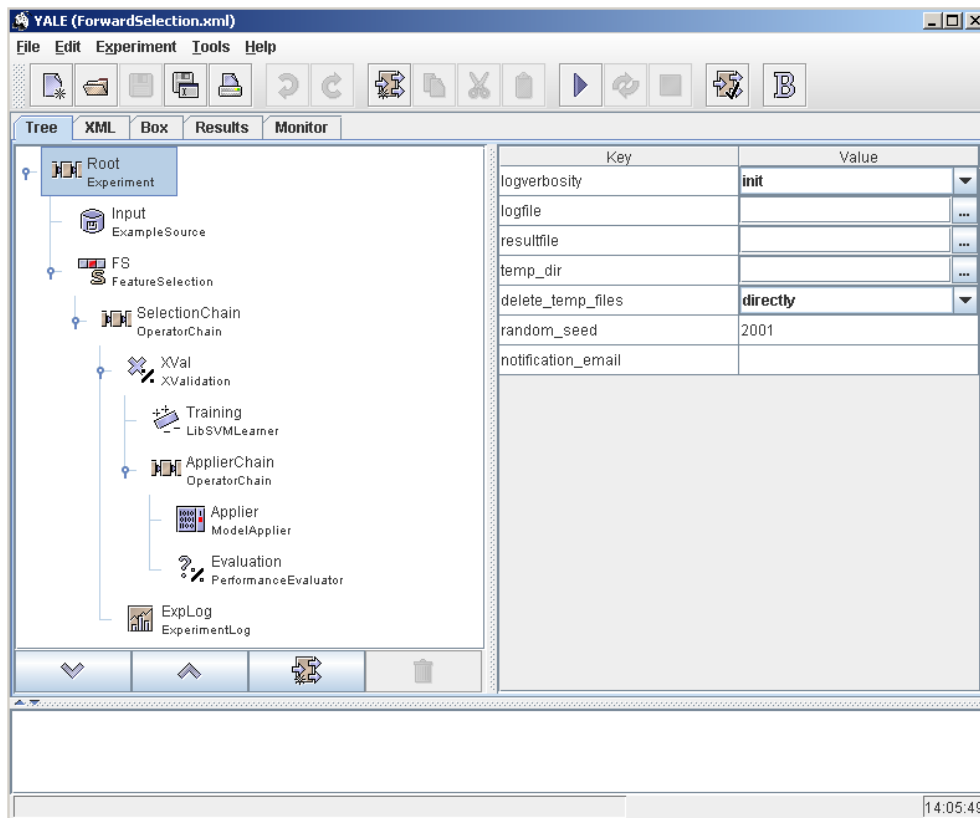 YALE (ForwardSelection.xml)
File Edit Experiment Tools Help
B
Tree XML Box Results Monitor
Root
Experiment
Input
ExampleSource
FS
FeatureSelection
SelectionChain
OperatorChain
XVal
XValidation
Training
LibSVMLearner
ApplierChain
OperatorChain
Applier
ModelApplier
Evaluation
PerformanceEvaluator
ExpLog
ExperimentLog
Key Value
logverbosity init
logfile ...
resultfile ...
temp_dir ...
delete_temp_files directly
random_seed 2001
notification_email
14:05:49